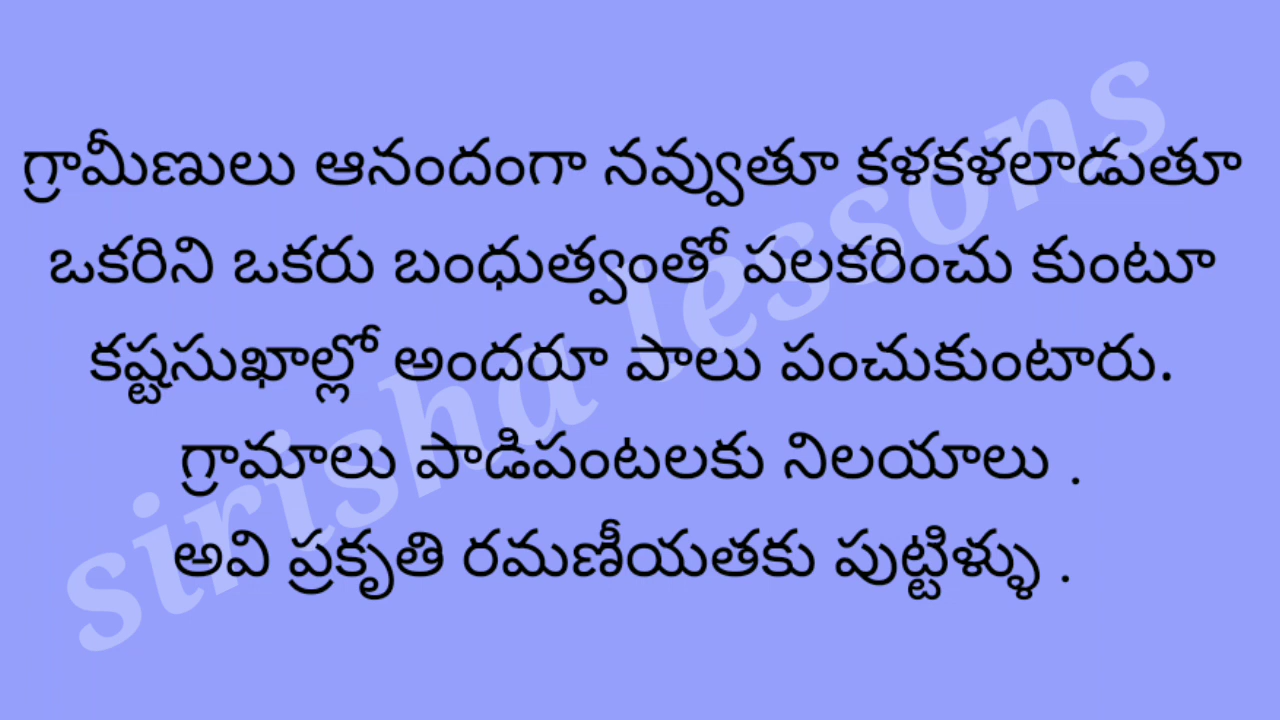 గ్రామీణులు ఆనందంగా నవ్వుతూ కళకళలాడుతూ
ఒకరిని ఒకరు బంధుత్వంతో పలకరించు కుంటూ
కష్టసుఖాల్లో అందరూ పాలు పంచుకుంటారు.
గ్రామాలు పాడిపంటలకు నిలయాలు .
అవి ప్రకృతి రమణీయతకు పుట్టిళ్ళు .
sirisha lessons